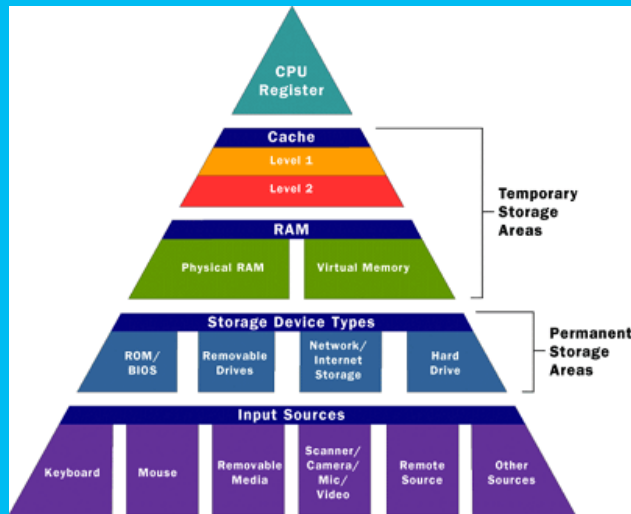 CPU
Register
Cache
Level 1
Level 2
Temporary
Storage
Areas
RAM
Physical RAM
Virtual Memory
Storage Device Types
Permanent
Storage
Areas
ROM/
BIOS
Removable
Drives
Network/
Internet
Storage
Hard
Drive
Input Sources
Keyboard
Mouse
Removable
Media
Scanner/
Camera/
Mic/
Video
Remote
Source
Other
Sources